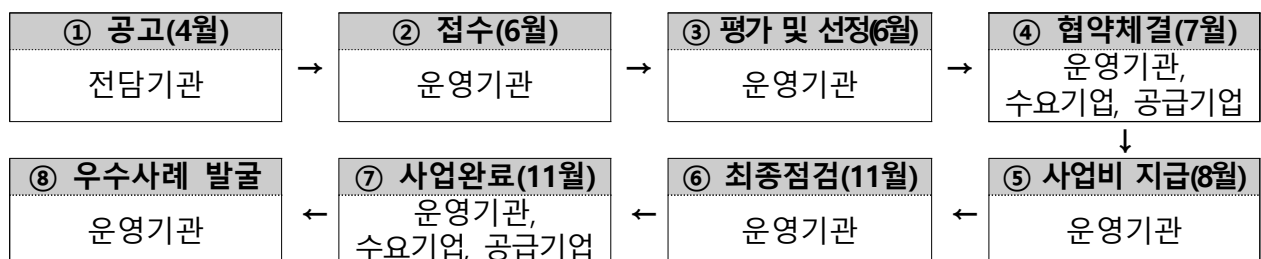 ① 공고(4월)
전담기관
→
② 접수(6월)
운영기관
→
③ 평가 및 선정(6월)
운영기관
→
④ 협약체결(7월)
운영기관,
수요기업, 공급기업
↓
⑤ 사업비 지급(8월)
운영기관
←
⑥ 최종점검(11월)
운영기관
←
⑦ 사업완료(11월)
운영기관,
수요기업, 공급기업
←
⑧ 우수사례 발굴
운영기관